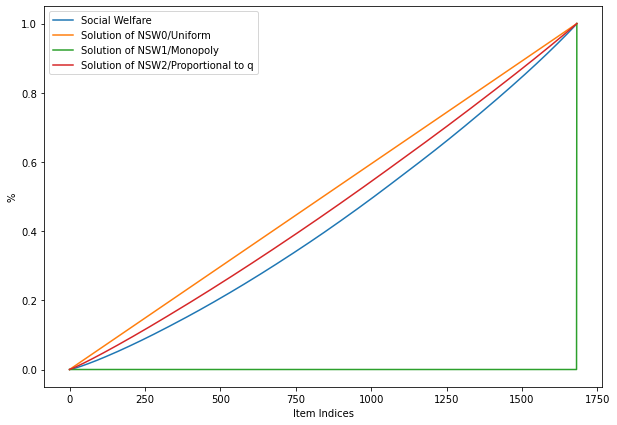 Social Welfare
Solution of NSW0/Uniform
Solution of NSW1/Monopoly
Solution of NSW2/Proportional to q
1.0
0.8
0.6
0.4
0.2
0.0
%
0 250 500 750 1000 1250 1500 1750
Item Indices